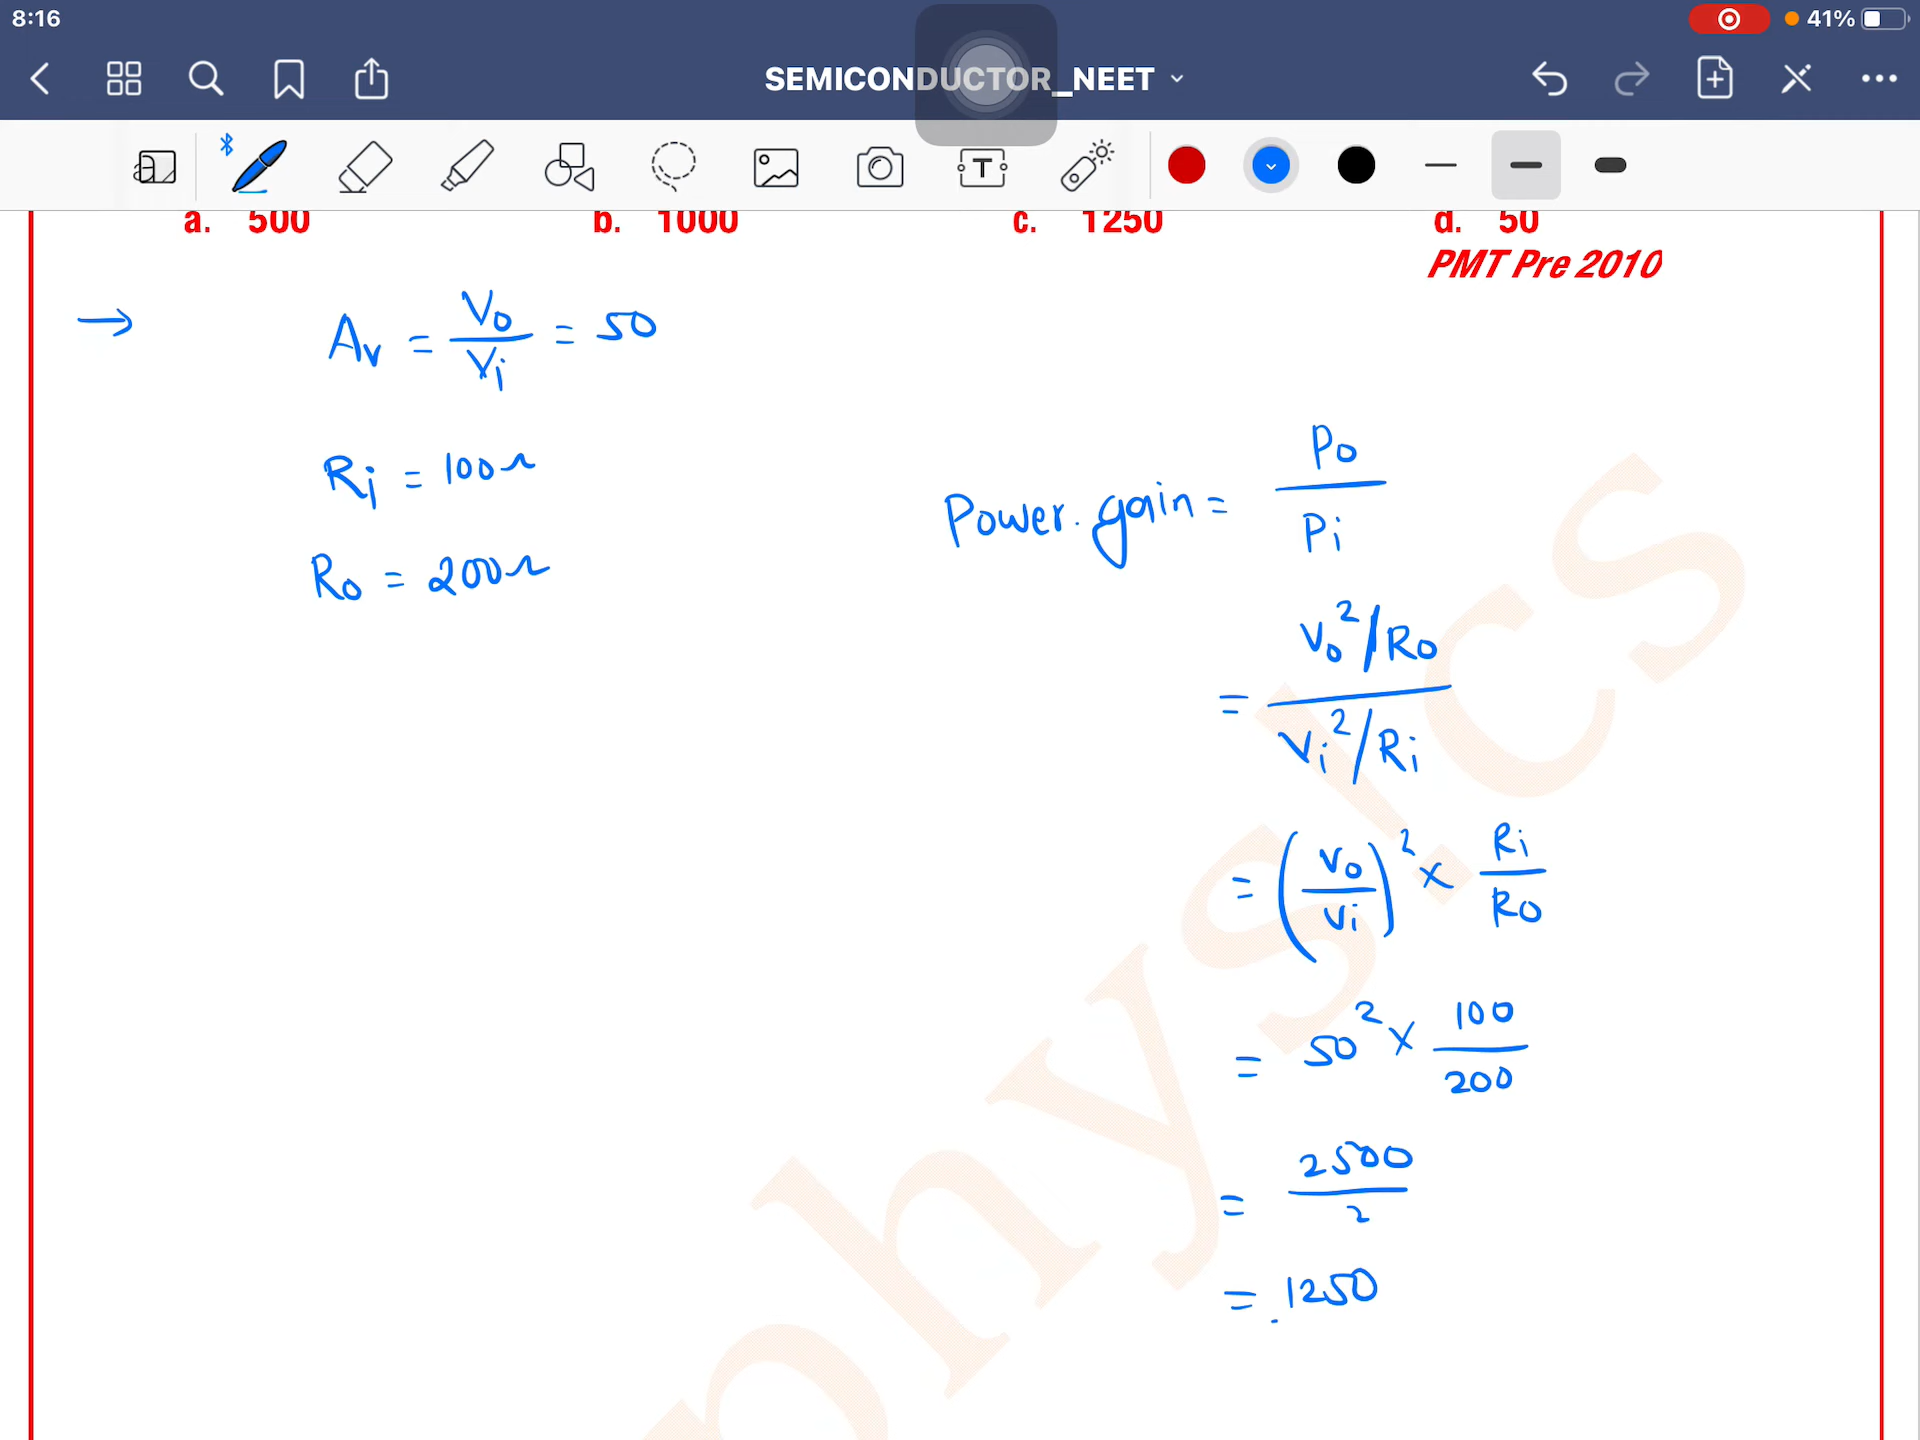 8:16
41%
SEMICONDUCTOR_NEET
a. 500 b. 1000 c. 1250 d. 50
PMT Pre 2010
→ Av = Vo/Vi = 50
Ri = 100Ω
Ro = 200Ω
Power gain = Po/Pi
= Vo²/Ro / Vi²/Ri
= (Vo/Vi)² × Ri/Ro
= 50² × 100/200
= 2500/2
= 1250
phys.ics